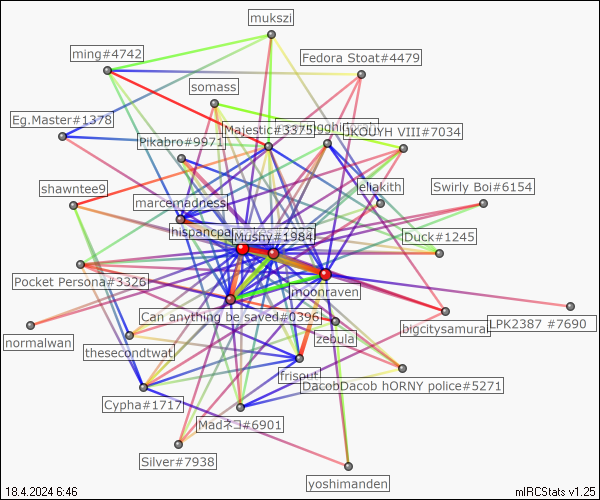 mukszi
ming#4742
Fedora Stoat#4479
somass
Eg.Master#1378
Majestic#3375
JKOUYH VIII#7034
Pikabro#9971
leliakith
shawntee9
Swirly Boi#6154
marcemadness
hispancpa
Mushy#1984
Duck#1245
Pocket Persona#3326
moonraven
Can anything be saved#0396
bigcitysamurai
LPK2387 #7690
normalwan
zebula
thesecondtwat
frisout
DacobDacob hORNY police#5271
Cypha#1717
Madネコ#6901
Silver#7938
yoshimanden
18.4.2024 6:46
mIRCStats v1.25